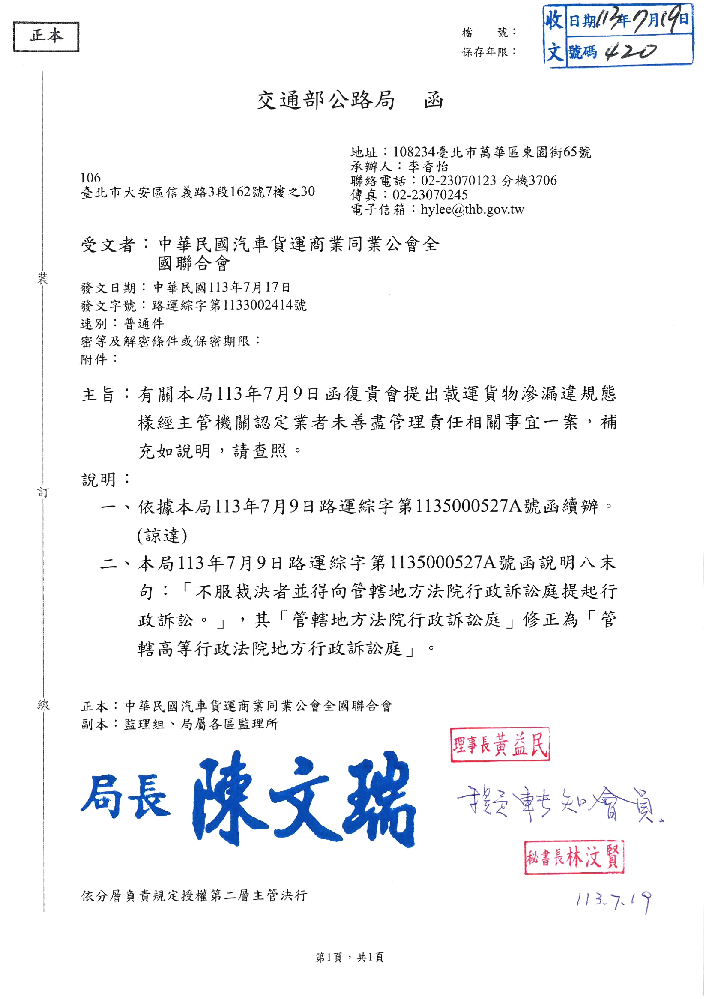 正本
檔　　號：
保存年限：
收文 日期113年7月19日
號碼 420
交通部公路局　函
地址：108234臺北市萬華區東園街65號
承辦人：李香怡
聯絡電話：02-23070123 分機3706
傳真：02-23070245
電子信箱：hylee@thb.gov.tw
106
臺北市大安區信義路3段162號7樓之30
受文者：中華民國汽車貨運商業同業公會全
國聯合會
發文日期：中華民國113年7月17日
發文字號：路運綜字第1133002414號
速別：普通件
密等及解密條件或保密期限：
附件：
主旨：有關本局113年7月9日函復貴會提出載運貨物滲漏違規態
樣經主管機關認定業者未善盡管理責任相關事宜一案，補
充如說明，請查照。
說明：
一、依據本局113年7月9日路運綜字第1135000527A號函續辦。
(諒達)
二、本局113年7月9日路運綜字第1135000527A號函說明八末
句：「不服裁決者並得向管轄地方法院行政訴訟庭提起行
政訴訟。」，其「管轄地方法院行政訴訟庭」修正為「管
轄高等行政法院地方行政訴訟庭」。
裝
訂
線
正本：中華民國汽車貨運商業同業公會全國聯合會
副本：監理組、局屬各區監理所
理事長黃益民
局長 陳文瑞
擬轉知會員。
秘書長林汶賢
依分層負責規定授權第二層主管決行
113.7.19
第1頁，共1頁